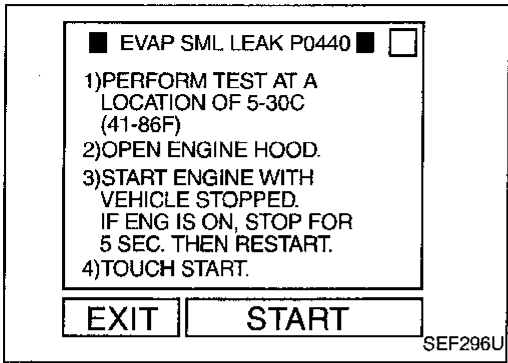 ■ EVAP SML LEAK P0440 ■
1)PERFORM TEST AT A
LOCATION OF 5-30C
(41-86F)
2)OPEN ENGINE HOOD.
3)START ENGINE WITH
VEHICLE STOPPED.
IF ENG IS ON, STOP FOR
5 SEC. THEN RESTART.
4)TOUCH START.
EXIT START
SEF296U